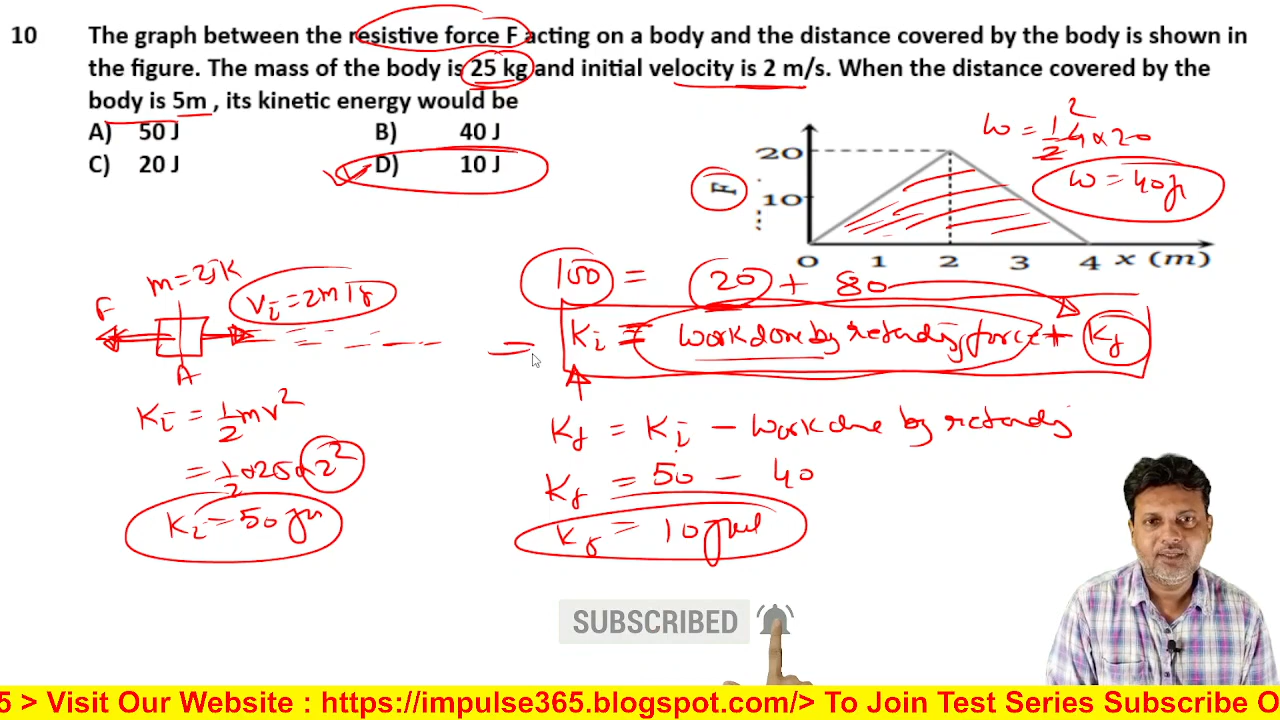 10 The graph between the resistive force F acting on a body and the distance covered by the body is shown in
the figure. The mass of the body is 25 kg and initial velocity is 2 m/s. When the distance covered by the
body is 5m , its kinetic energy would be
A) 50 J B) 40 J
C) 20 J D) 10 J
W = 1/2 4 x 20
2
W = 40 J
20
F
10
0 1 2 3 4 x (m)
m = 25 K
Vi = 2m/s
F
A
100 = 20 + 80
= Ki = work done by retarding force + Kf
Ki = 1/2 mv2
Kf = Ki - work done by retarding
= 1/2 x 25 x 22
Kf = 50 - 40
Ki = 50
Kf = 10 joul
SUBSCRIBED
5 > Visit Our Website : https://impulse365.blogspot.com/> To Join Test Series Subscribe O